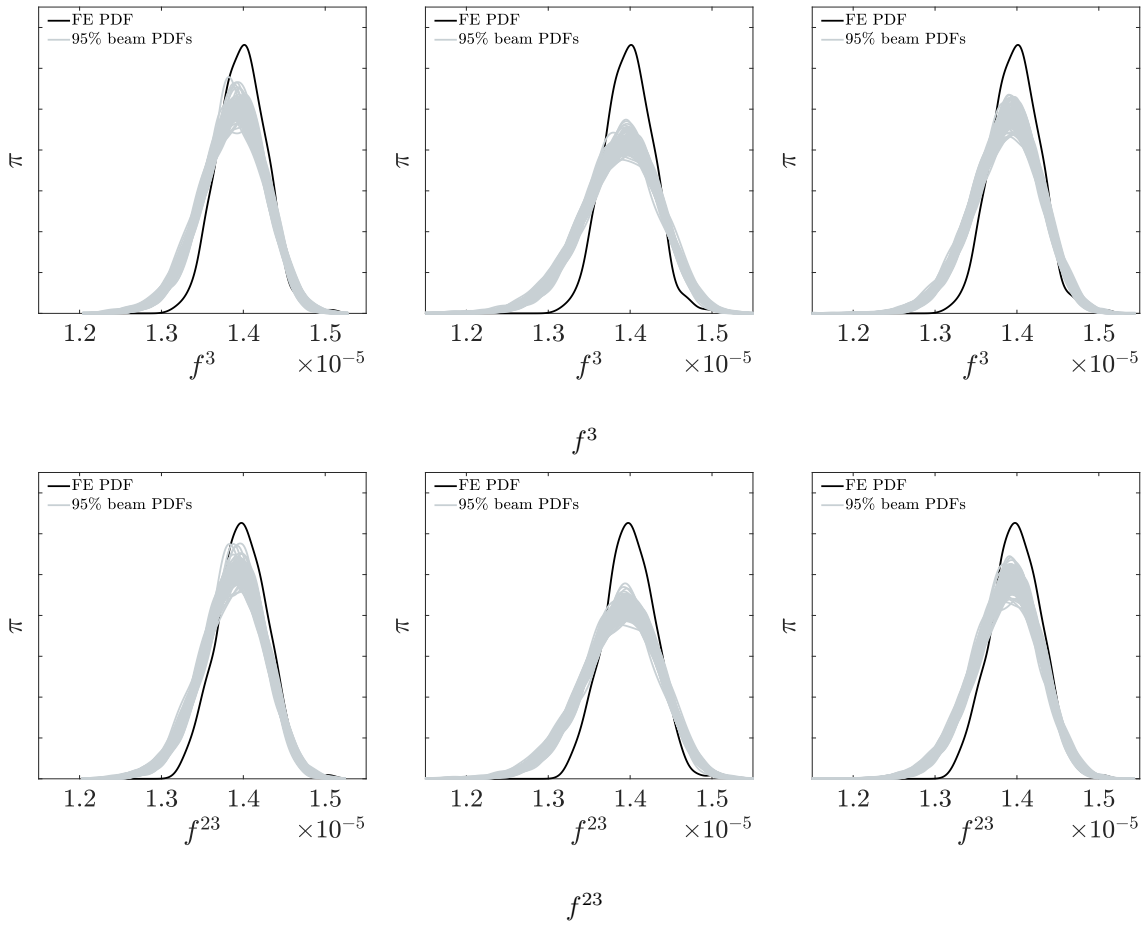 FE PDF
95% beam PDFs
π
1.2 1.3 1.4 1.5
f³ ×10⁻⁵
FE PDF
95% beam PDFs
π
1.2 1.3 1.4 1.5
f³ ×10⁻⁵
FE PDF
95% beam PDFs
π
1.2 1.3 1.4 1.5
f³ ×10⁻⁵
f³
FE PDF
95% beam PDFs
π
1.2 1.3 1.4 1.5
f²³ ×10⁻⁵
FE PDF
95% beam PDFs
π
1.2 1.3 1.4 1.5
f²³ ×10⁻⁵
FE PDF
95% beam PDFs
π
1.2 1.3 1.4 1.5
f²³ ×10⁻⁵
f²³